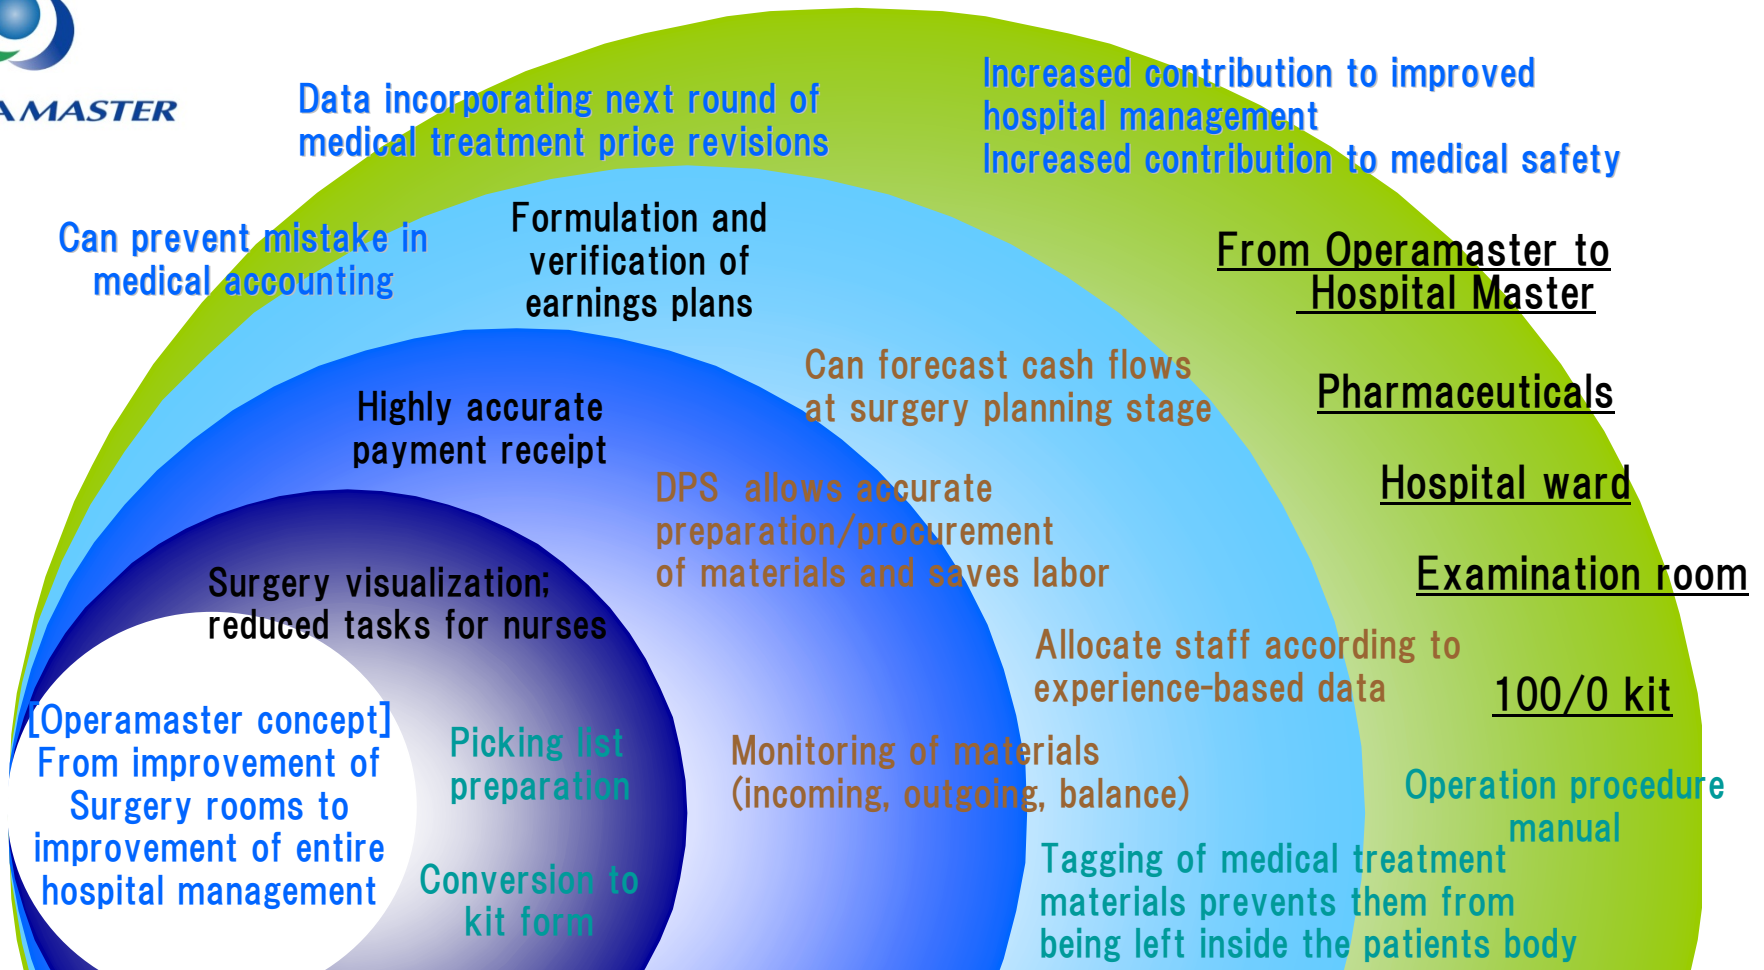 A MASTER
Data incorporating next round of
medical treatment price revisions
Increased contribution to improved
hospital management
Increased contribution to medical safety
Can prevent mistake in
medical accounting
Formulation and
verification of
earnings plans
From Operamaster to
Hospital Master
Can forecast cash flows
at surgery planning stage
Pharmaceuticals
Highly accurate
payment receipt
DPS allows accurate
preparation/procurement
of materials and saves labor
Hospital ward
Surgery visualization;
reduced tasks for nurses
Examination room
Allocate staff according to
experience-based data
100/0 kit
[Operamaster concept]
From improvement of
Surgery rooms to
improvement of entire
hospital management
Picking list
preparation
Monitoring of materials
(incoming, outgoing, balance)
Operation procedure
manual
Conversion to
kit form
Tagging of medical treatment
materials prevents them from
being left inside the patients body